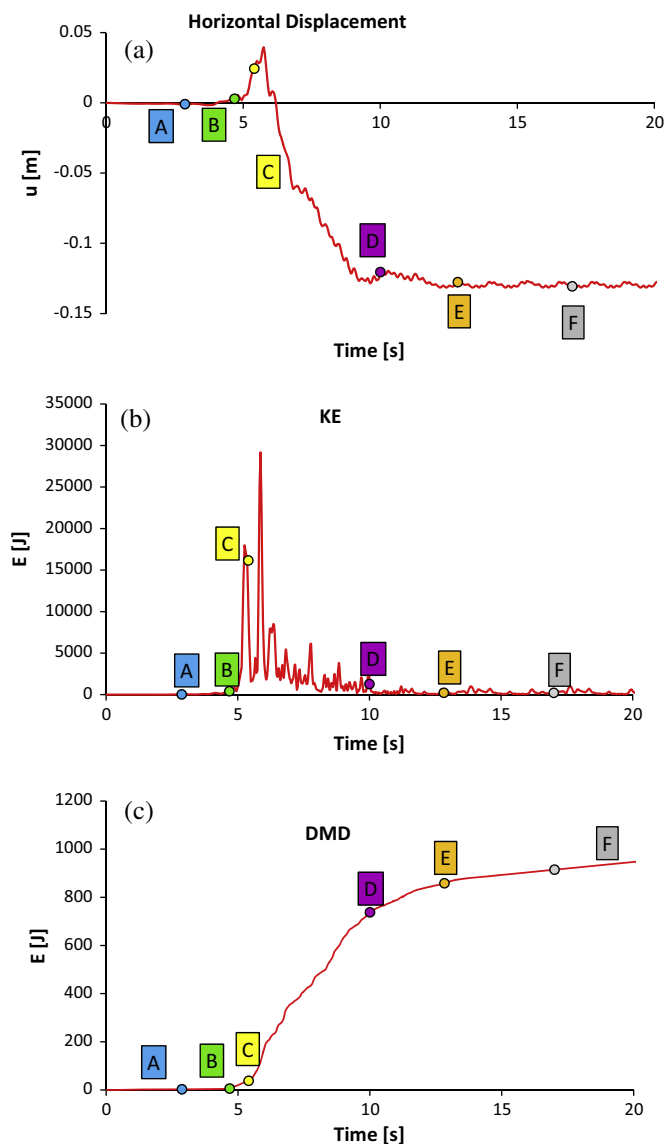 Horizontal Displacement
(a)
0.05
0
-0.05
-0.1
-0.15
u [m]
0 5 10 15 20
A
B
C
D
E
F
Time [s]
(b)
KE
35000
30000
25000
20000
15000
10000
5000
0
E [J]
C
A
B
D
E
F
0 5 10 15 20
Time [s]
(c)
DMD
1200
1000
800
600
400
200
0
E [J]
A
B
C
D
E
F
0 5 10 15 20
Time [s]